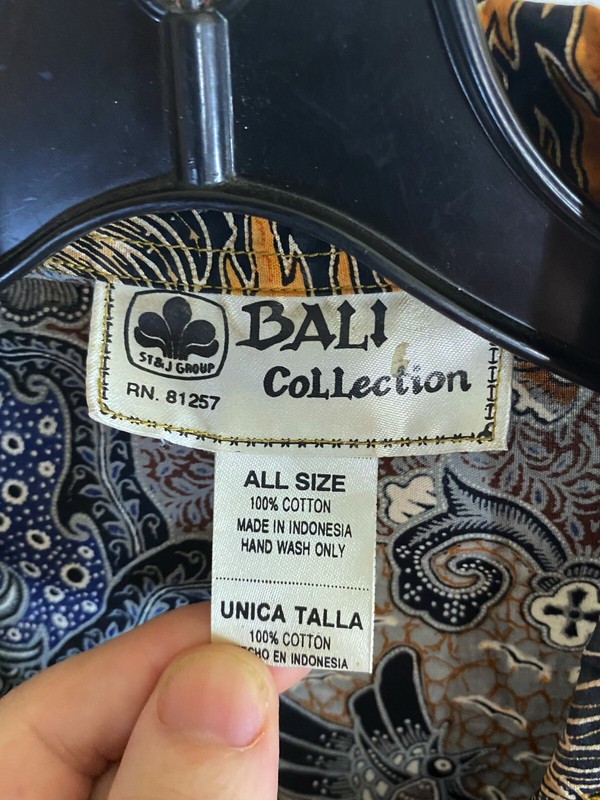 ST&J GROUP
BALI
Collection
RN. 81257
ALL SIZE
100% COTTON
MADE IN INDONESIA
HAND WASH ONLY
UNICA TALLA
100% COTTON
CHO EN INDONESIA